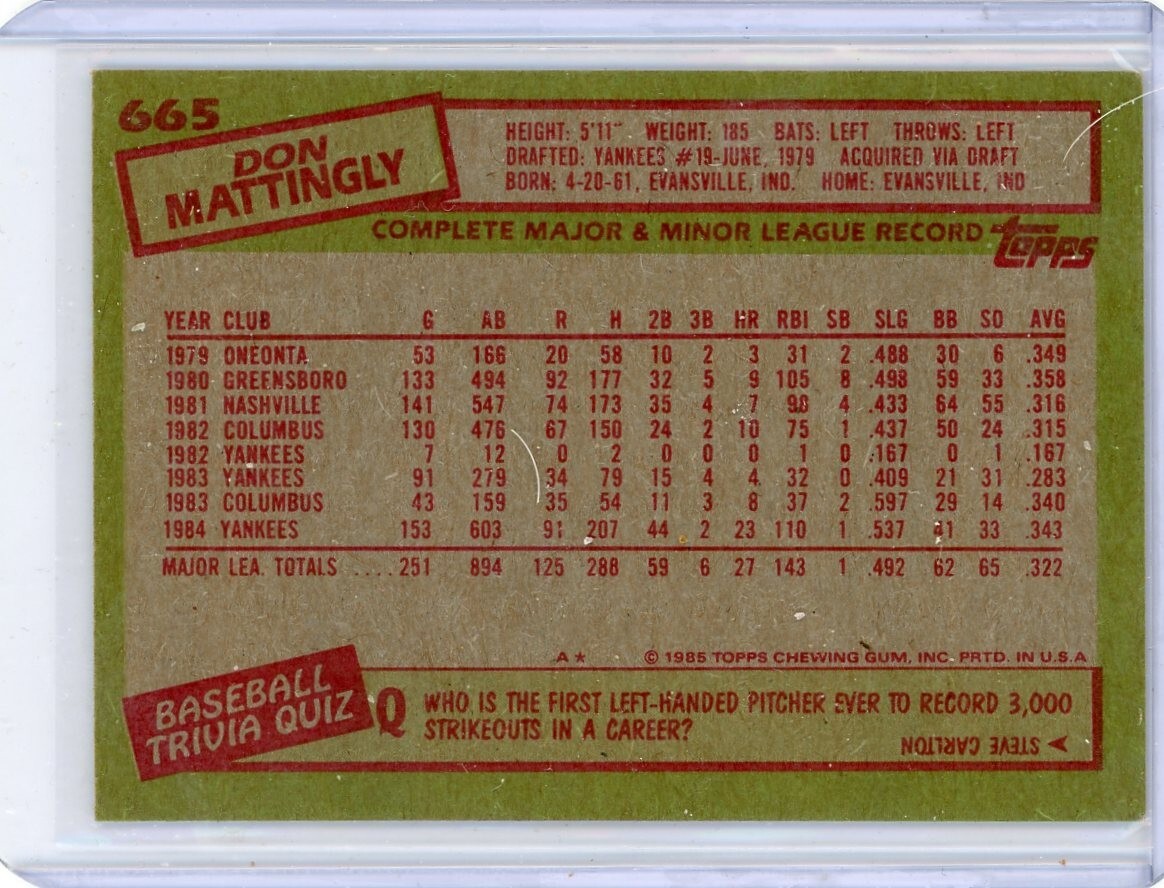 665
DON
MATTINGLY
HEIGHT: 5'11" WEIGHT: 185 BATS: LEFT THROWS: LEFT
DRAFTED: YANKEES #19-JUNE, 1979 ACQUIRED VIA DRAFT
BORN: 4-20-61, EVANSVILLE, IND. HOME: EVANSVILLE, IND
COMPLETE MAJOR & MINOR LEAGUE RECORD topps
YEAR CLUB G AB R H 2B 3B HR RBI SB SLG BB SO AVG
1979 ONEONTA 53 166 20 58 10 2 3 31 2 .488 30 6 .349
1980 GREENSBORO 133 494 92 177 32 5 9 105 8 .498 59 33 .358
1981 NASHVILLE 141 547 74 173 35 4 7 98 4 .433 64 55 .316
1982 COLUMBUS 130 476 67 150 24 2 10 75 1 .437 50 24 .315
1982 YANKEES 7 12 0 2 0 0 0 1 0 .167 0 1 .167
1983 YANKEES 91 279 34 79 15 4 4 32 0 .409 21 31 .283
1983 COLUMBUS 43 159 35 54 11 3 8 37 2 .597 29 14 .340
1984 YANKEES 153 603 91 207 44 2 23 110 1 .537 41 33 .343
MAJOR LEA. TOTALS ..... 251 894 125 288 59 6 27 143 1 .492 62 65 .322
A ★ © 1985 TOPPS CHEWING GUM, INC. PRTD. IN U.S.A
BASEBALL
TRIVIA QUIZ
Q WHO IS THE FIRST LEFT-HANDED PITCHER EVER TO RECORD 3,000
STRIKEOUTS IN A CAREER?
STEVE CARLTON